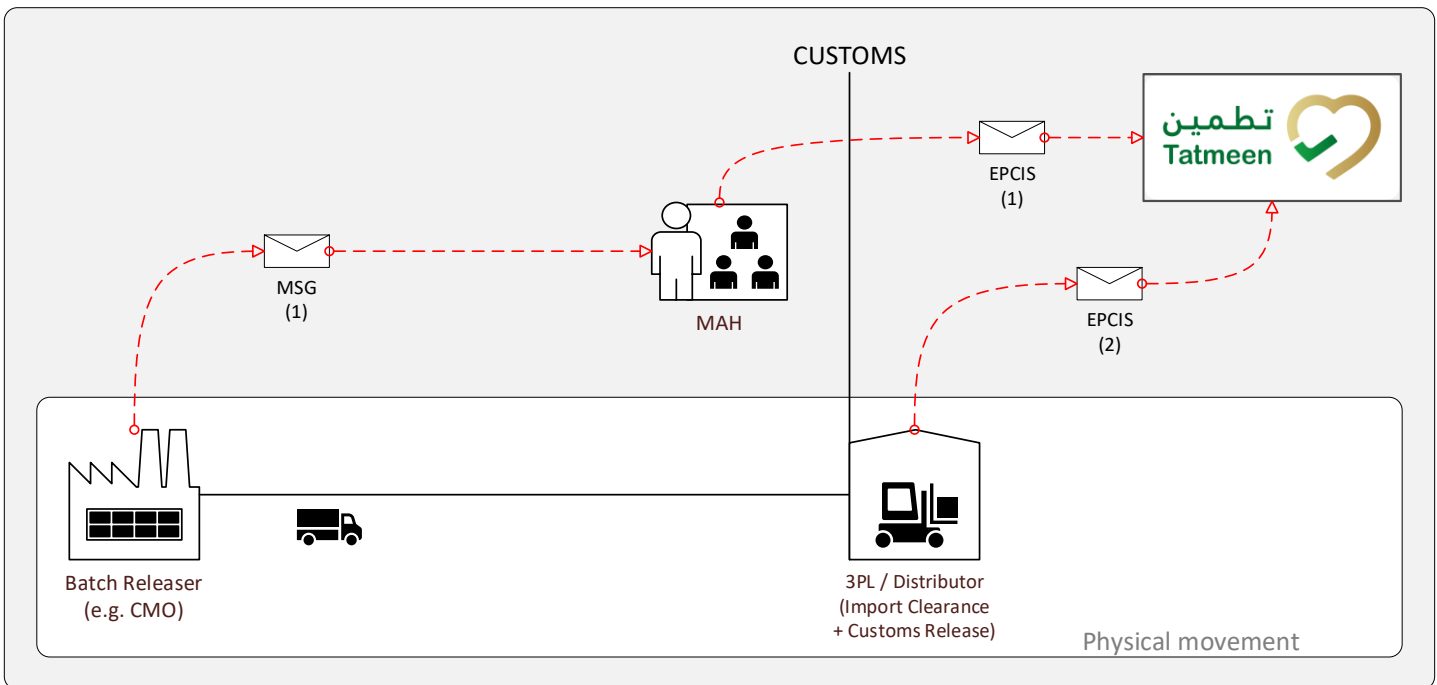 CUSTOMS
تطمين
Tatmeen
EPCIS
(1)
MSG
(1)
MAH
EPCIS
(2)
Batch Releaser
(e.g. CMO)
3PL / Distributor
(Import Clearance
+ Customs Release)
Physical movement